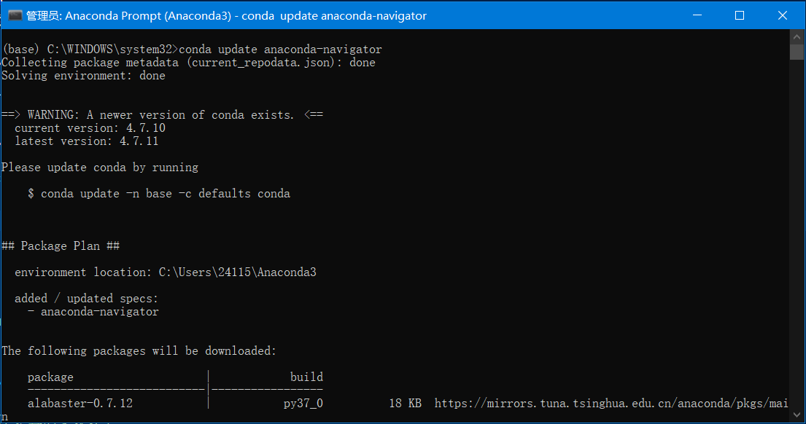 管理员: Anaconda Prompt (Anaconda3) - conda  update anaconda-navigator
(base) C:\WINDOWS\system32>conda update anaconda-navigator
Collecting package metadata (current_repodata.json): done
Solving environment: done
==> WARNING: A newer version of conda exists. <==
  current version: 4.7.10
  latest version: 4.7.11
Please update conda by running
    $ conda update -n base -c defaults conda
## Package Plan ##
  environment location: C:\Users\24115\Anaconda3
  added / updated specs:
    - anaconda-navigator
The following packages will be downloaded:
    package                    |            build
    ---------------------------|-----------------
    alabaster-0.7.12           |           py37_0          18 KB  https://mirrors.tuna.tsinghua.edu.cn/anaconda/pkgs/mai
n